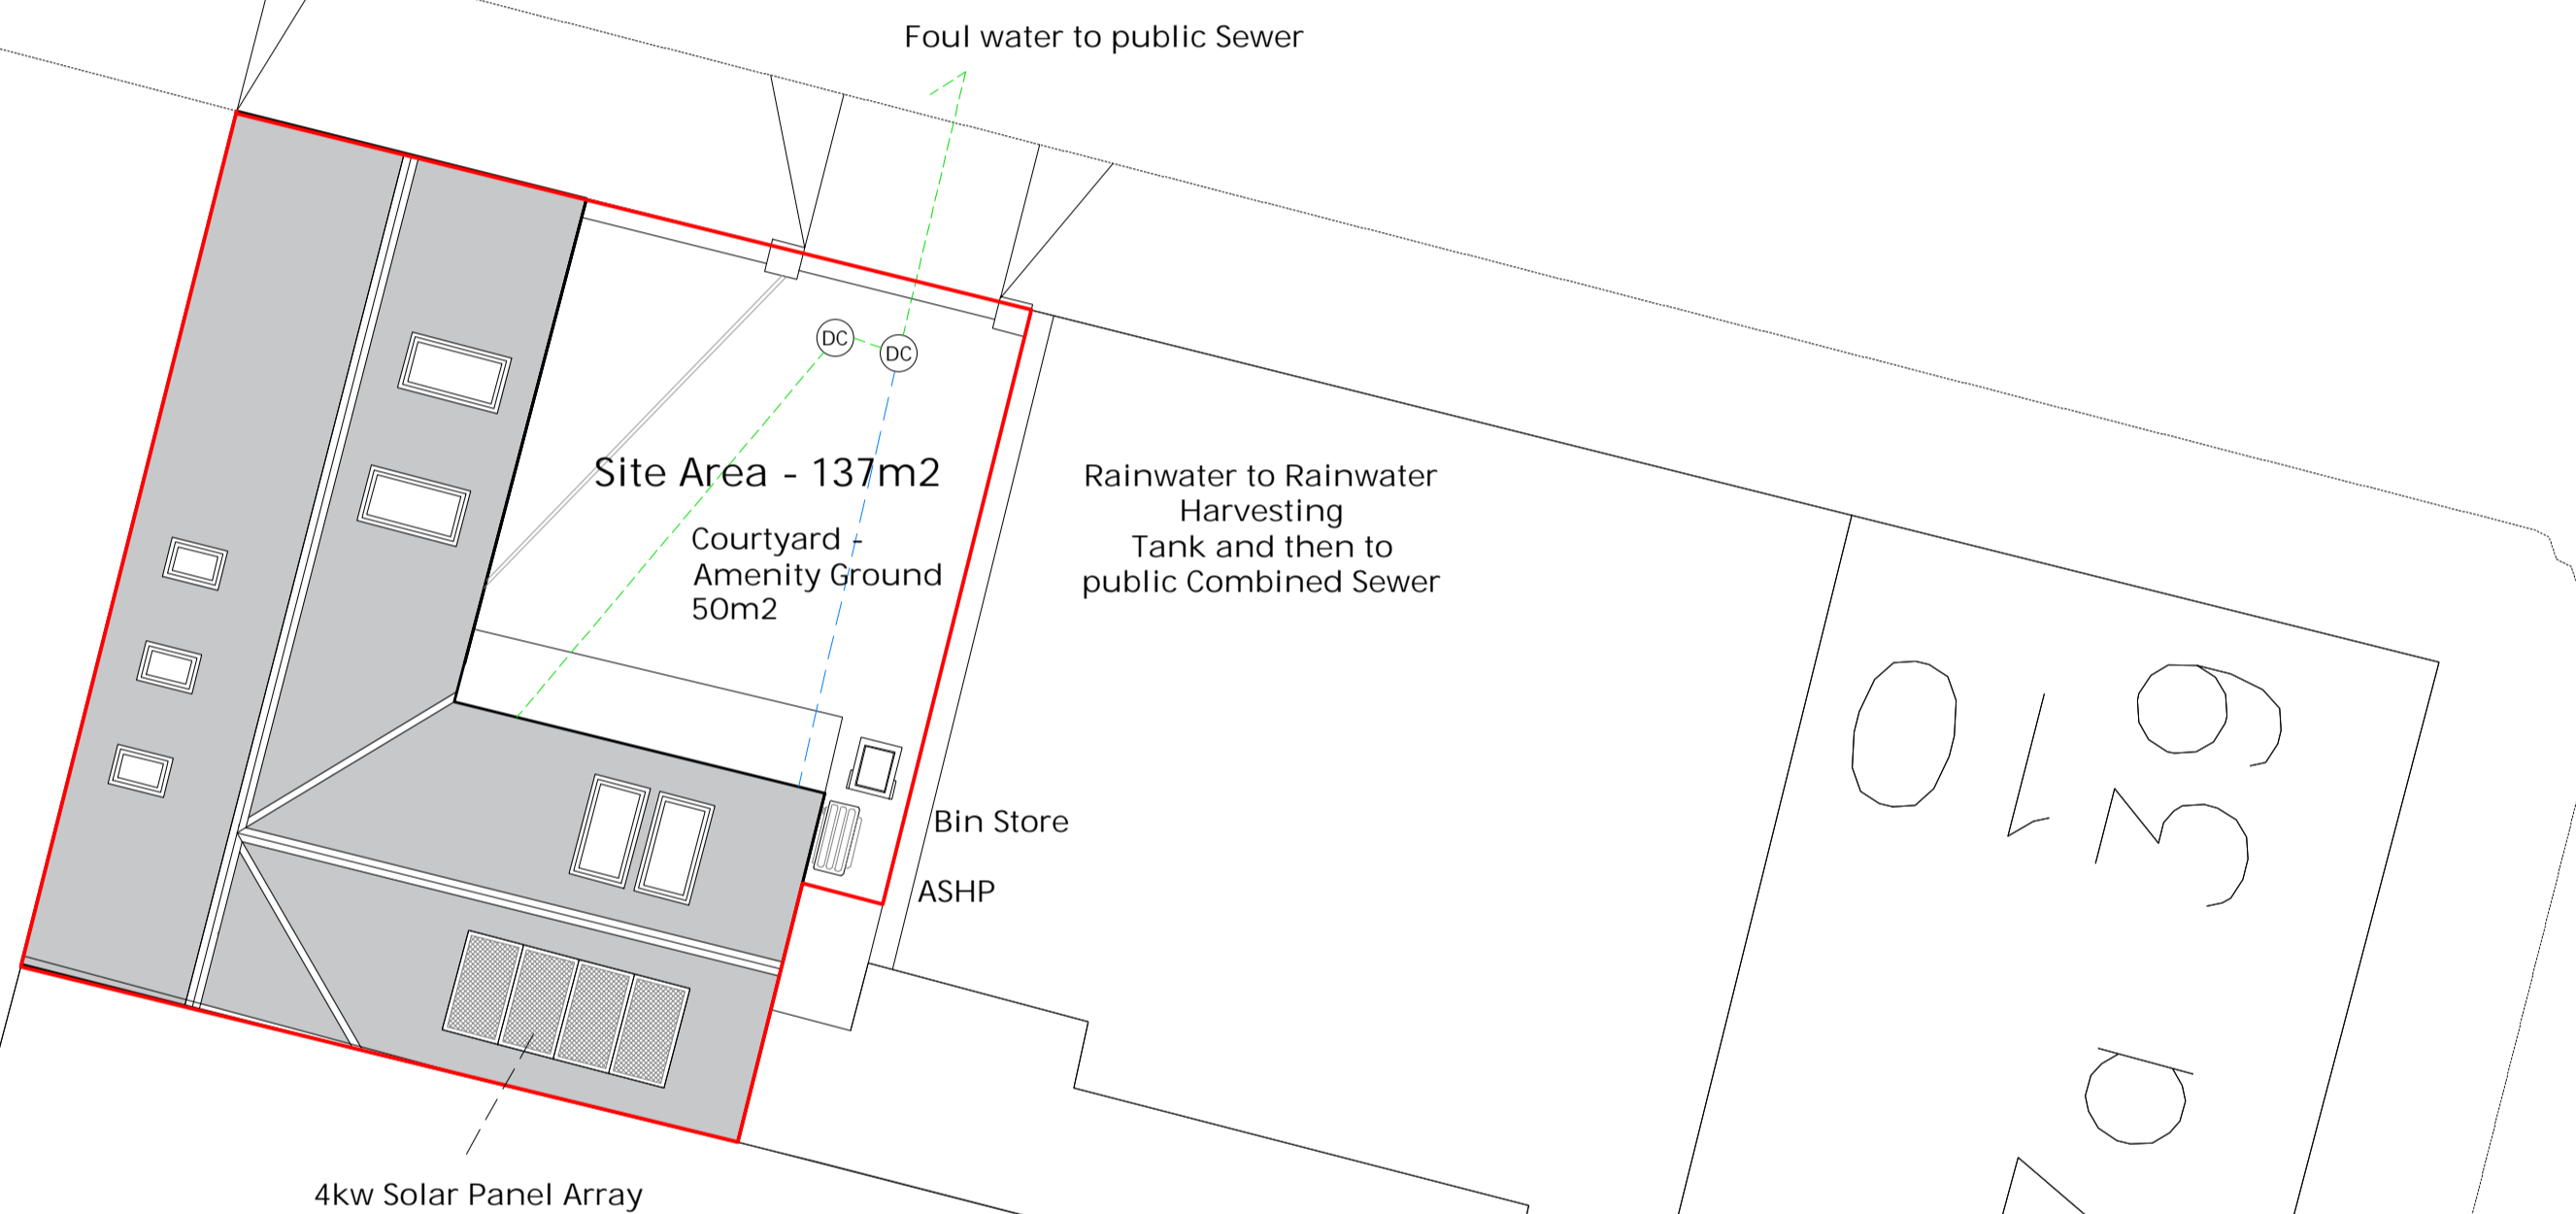 Foul water to public Sewer
DC
DC
Site Area - 137m2
Courtyard -
Amenity Ground
50m2
Rainwater to Rainwater
Harvesting
Tank and then to
public Combined Sewer
Bin Store
ASHP
4kw Solar Panel Array